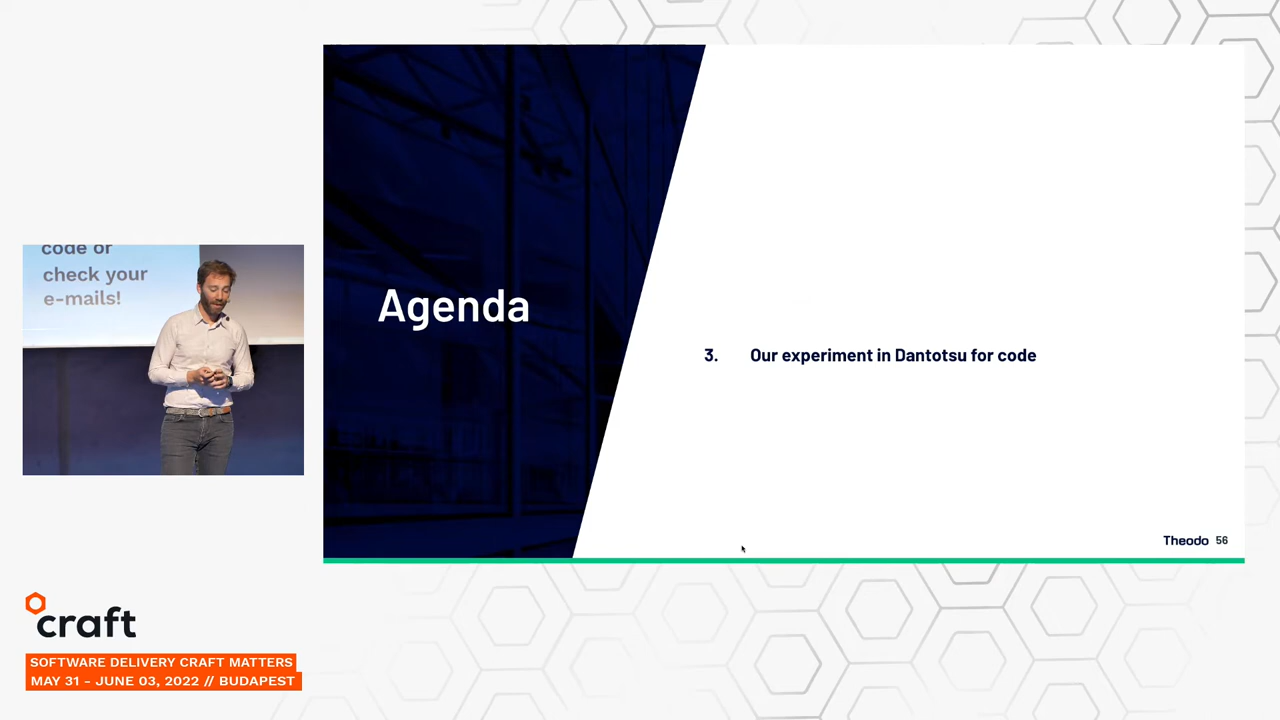 code or
check your
e-mails!
Agenda
3. Our experiment in Dantotsu for code
Theodo 56
craft
SOFTWARE DELIVERY CRAFT MATTERS
MAY 31 - JUNE 03, 2022 // BUDAPEST